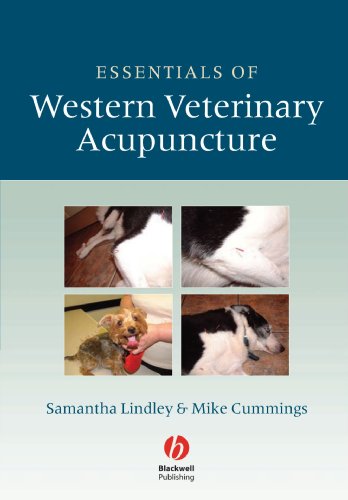 ESSENTIALS OF
Western Veterinary
Acupuncture
Samantha Lindley & Mike Cummings
Blackwell
Publishing